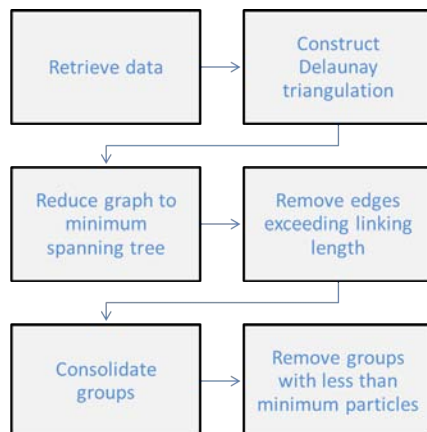 Retrieve data
Construct
Delaunay
triangulation
Reduce graph to
minimum
spanning tree
Remove edges
exceeding linking
length
Consolidate
groups
Remove groups
with less than
minimum particles